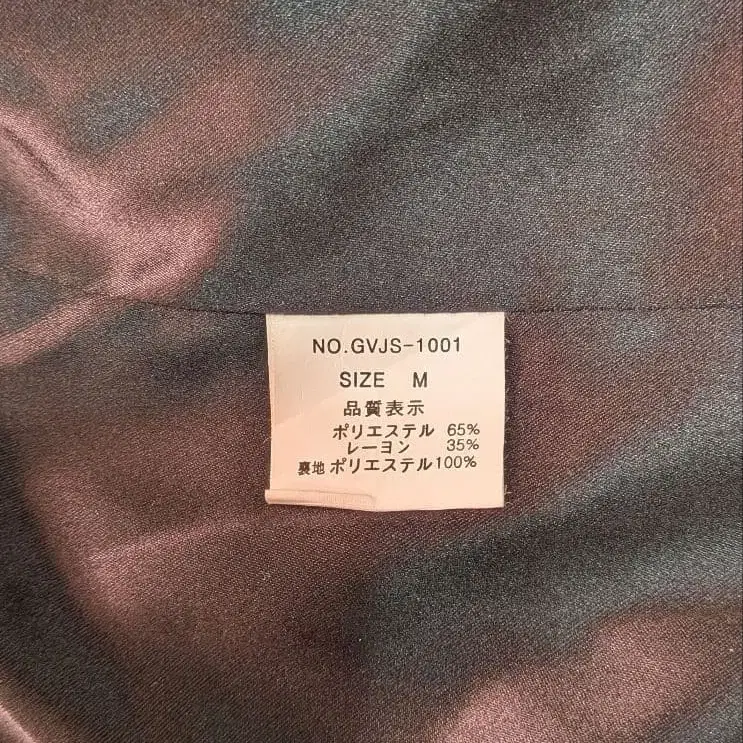 NO.GVJS-1001
SIZE M
品質表示
ポリエステル 65%
レーヨン 35%
裏地 ポリエステル100%